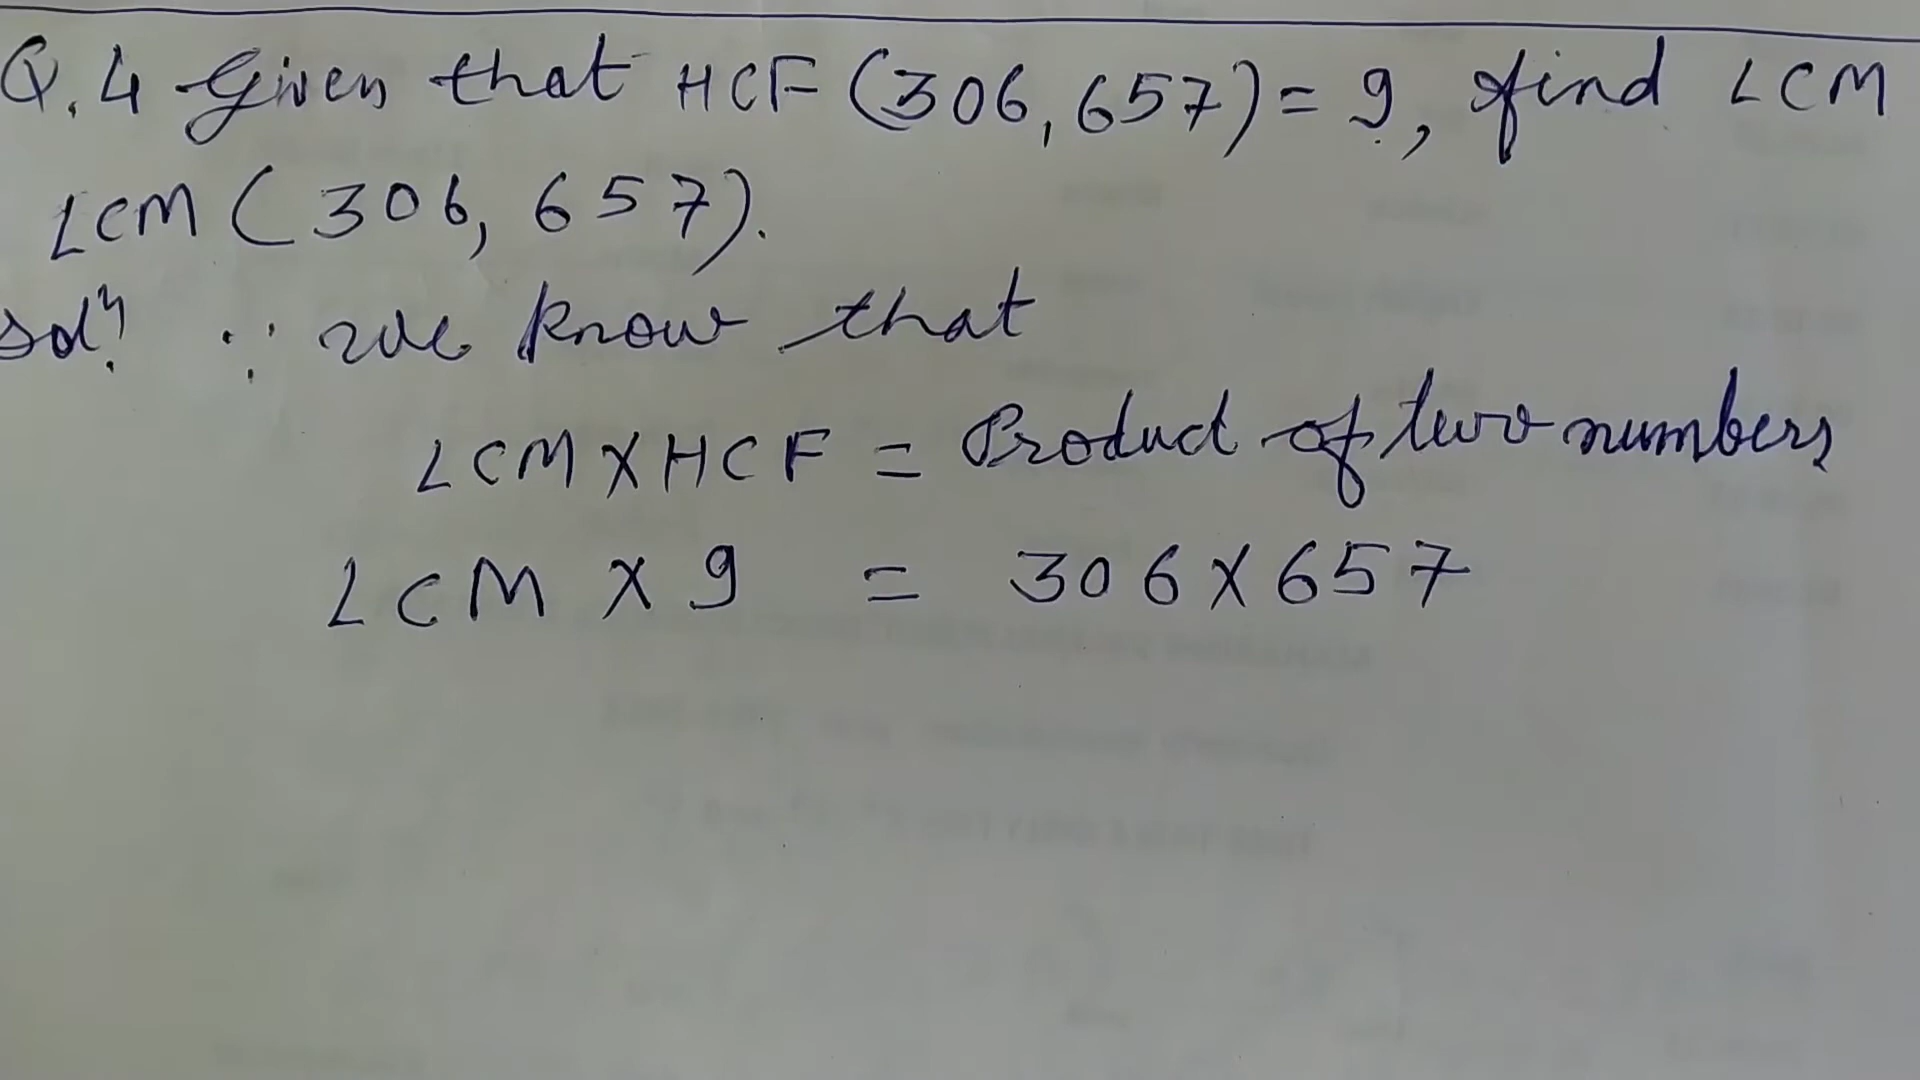 Q.4 Given that HCF (306, 657) = 9, find LCM
LCM (306, 657).
solⁿ. ∵ we know that
LCM X HCF = Product of two numbers
LCM X 9 = 306 X 657